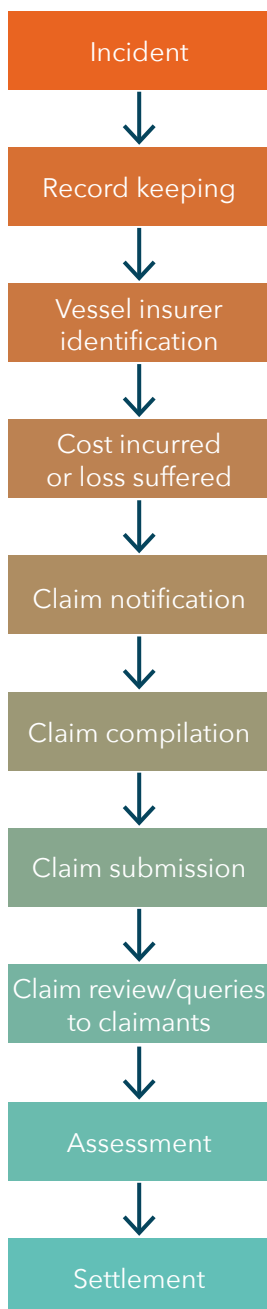 Incident
Record keeping
Vessel insurer
identification
Cost incurred
or loss suffered
Claim notification
Claim compilation
Claim submission
Claim review/queries
to claimants
Assessment
Settlement